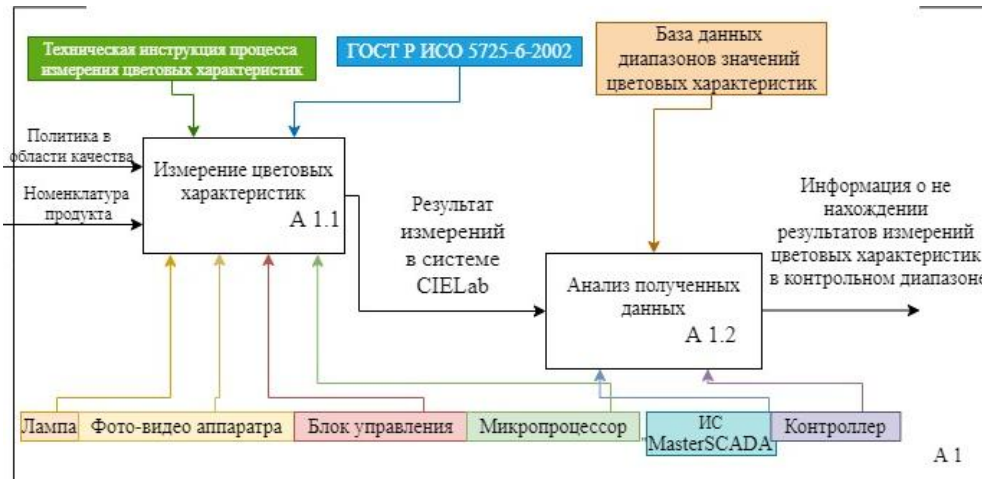 Техническая инструкция процесса
измерения цветовых характеристик
ГОСТ Р ИСО 5725-6-2002
База данных
диапазонов значений
цветовых характеристик
Политика в
области качества
Номенклатура
продукта
Измерение цветовых
характеристик
А 1.1
Результат
измерений
в системе
CIELab
Анализ полученных
данных
А 1.2
Информация о не
нахождении
результатов измерений
цветовых характеристик
в контрольном диапазоне
Лампа
Фото-видео аппаратра
Блок управления
Микропроцессор
ИС
"MasterSCADA
Контроллер
А 1